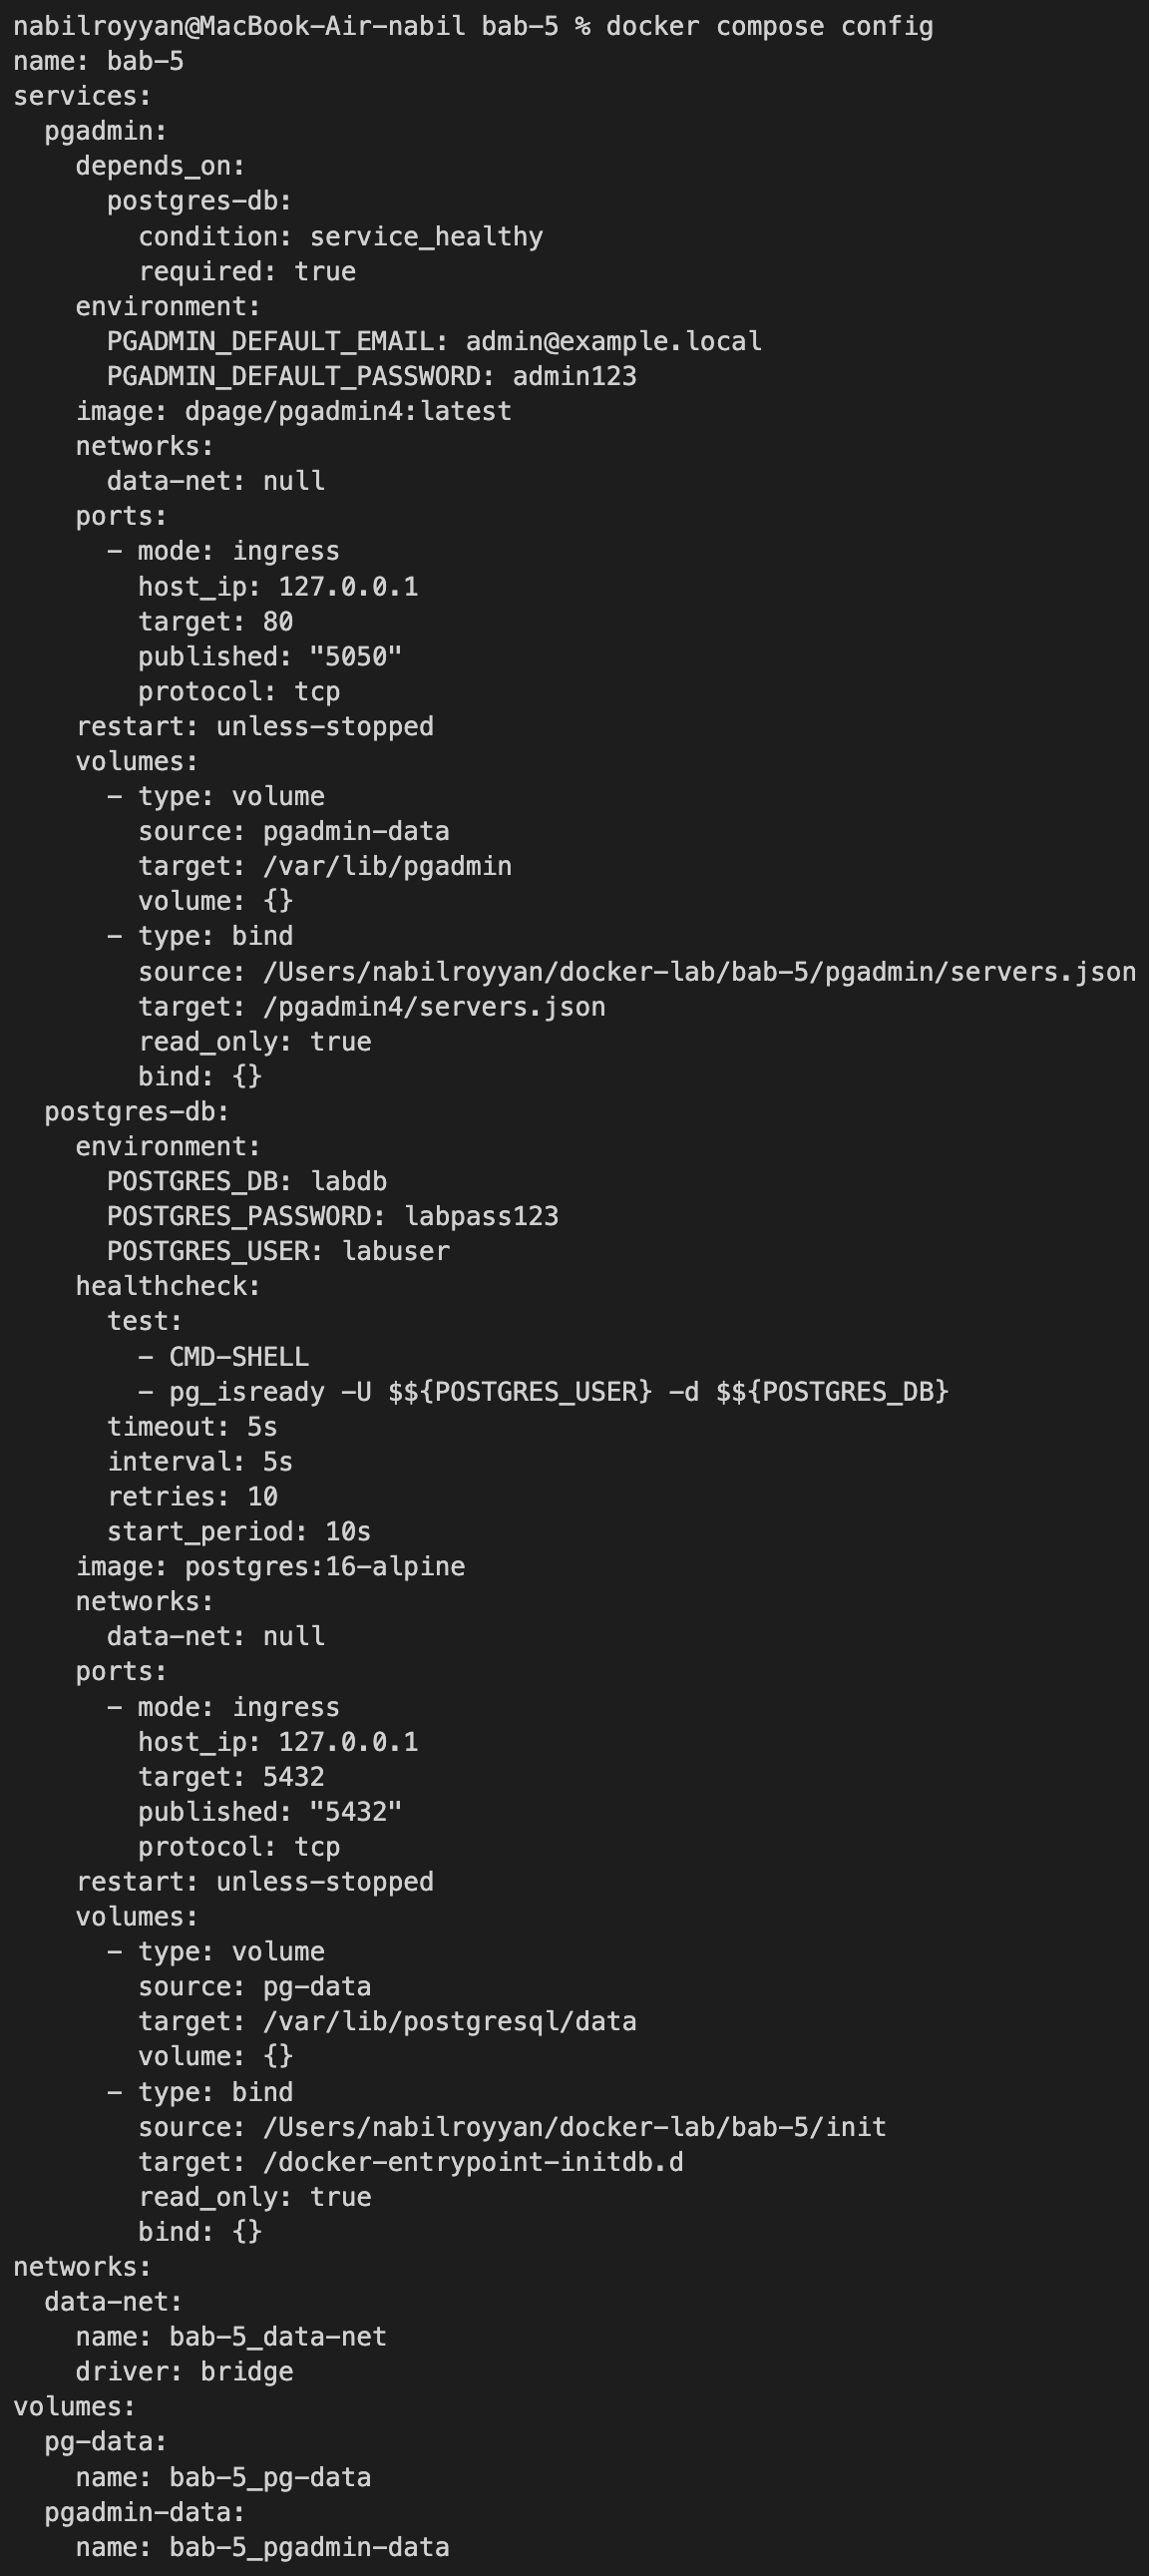 nabilroyyan@MacBook-Air-nabil bab-5 % docker compose config
name: bab-5
services:
  pgadmin:
    depends_on:
      postgres-db:
        condition: service_healthy
        required: true
    environment:
      PGADMIN_DEFAULT_EMAIL: admin@example.local
      PGADMIN_DEFAULT_PASSWORD: admin123
    image: dpage/pgadmin4:latest
    networks:
      data-net: null
    ports:
      - mode: ingress
        host_ip: 127.0.0.1
        target: 80
        published: "5050"
        protocol: tcp
    restart: unless-stopped
    volumes:
      - type: volume
        source: pgadmin-data
        target: /var/lib/pgadmin
        volume: {}
      - type: bind
        source: /Users/nabilroyyan/docker-lab/bab-5/pgadmin/servers.json
        target: /pgadmin4/servers.json
        read_only: true
        bind: {}
  postgres-db:
    environment:
      POSTGRES_DB: labdb
      POSTGRES_PASSWORD: labpass123
      POSTGRES_USER: labuser
    healthcheck:
      test:
        - CMD-SHELL
        - pg_isready -U $${POSTGRES_USER} -d $${POSTGRES_DB}
      timeout: 5s
      interval: 5s
      retries: 10
      start_period: 10s
    image: postgres:16-alpine
    networks:
      data-net: null
    ports:
      - mode: ingress
        host_ip: 127.0.0.1
        target: 5432
        published: "5432"
        protocol: tcp
    restart: unless-stopped
    volumes:
      - type: volume
        source: pg-data
        target: /var/lib/postgresql/data
        volume: {}
      - type: bind
        source: /Users/nabilroyyan/docker-lab/bab-5/init
        target: /docker-entrypoint-initdb.d
        read_only: true
        bind: {}
networks:
  data-net:
    name: bab-5_data-net
    driver: bridge
volumes:
  pg-data:
    name: bab-5_pg-data
  pgadmin-data:
    name: bab-5_pgadmin-data